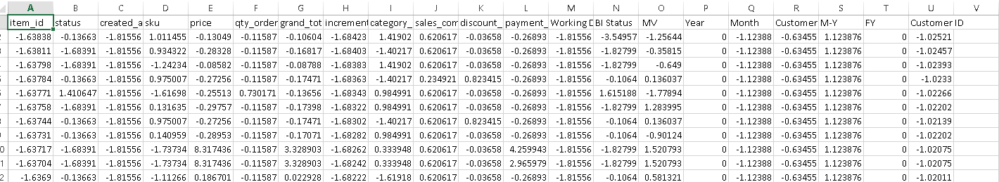 A B C D E F G H I J K L M N O P Q R S T U V
item_id status created_a sku price qty_order grand_tot increment category_ sales_com discount_ payment_ Working D BI Status MV Year Month Customer M-Y FY Customer ID
2 -1.63838 -0.13663 -1.81556 1.011455 -0.13049 -0.11587 -0.10604 -1.68423 1.41902 0.620617 -0.03658 -0.26893 -1.81556 -3.54957 -1.25644 0 -1.12388 -0.63455 1.123876 0 -1.02521
-1.63811 -1.68391 -1.81556 0.934322 -0.28328 -0.11587 -0.16817 -1.68403 -1.40217 0.620617 -0.03658 -0.26893 -1.81556 -1.82799 -0.35815 0 -1.12388 -0.63455 1.123876 0 -1.02457
-1.63798 -1.68391 -1.81556 -1.24234 -0.08582 -0.11587 -0.08788 -1.68383 1.41902 0.620617 -0.03658 -0.26893 -1.81556 -1.82799 -0.649 0 -1.12388 -0.63455 1.123876 0 -1.02393
-1.63784 -0.13663 -1.81556 0.975007 -0.27256 -0.11587 -0.17471 -1.68363 -1.40217 0.234921 0.823415 -0.26893 -1.81556 -0.1064 0.136037 0 -1.12388 -0.63455 1.123876 0 -1.0233
-1.63771 1.410647 -1.81556 -1.61698 -0.25513 0.730171 -0.13656 -1.68343 0.984991 0.620617 -0.03658 -0.26893 -1.81556 1.615188 -1.77894 0 -1.12388 -0.63455 1.123876 0 -1.02266
-1.63758 -1.68391 -1.81556 0.131635 -0.29757 -0.11587 -0.17398 -1.68322 0.984991 0.620617 -0.03658 -0.26893 -1.81556 -1.82799 1.283995 0 -1.12388 -0.63455 1.123876 0 -1.02202
-1.63744 -0.13663 -1.81556 0.975007 -0.27256 -0.11587 -0.17471 -1.68302 -1.40217 0.620617 0.823415 -0.26893 -1.81556 -0.1064 0.136037 0 -1.12388 -0.63455 1.123876 0 -1.02139
-1.63731 -0.13663 -1.81556 0.140959 -0.28953 -0.11587 -0.17071 -1.68282 0.984991 0.620617 -0.03658 -0.26893 -1.81556 -0.1064 -0.90124 0 -1.12388 -0.63455 1.123876 0 -1.02202
0 -1.63717 -1.68391 -1.81556 -1.73734 8.317436 -0.11587 3.328903 -1.68262 0.333948 0.620617 -0.03658 4.259943 -1.81556 -1.82799 1.520793 0 -1.12388 -0.63455 1.123876 0 -1.02075
1 -1.63704 -1.68391 -1.81556 -1.73734 8.317436 -0.11587 3.328903 -1.68242 0.333948 0.620617 -0.03658 2.965979 -1.81556 -1.82799 1.520793 0 -1.12388 -0.63455 1.123876 0 -1.02075
2 -1.6369 -0.13663 -1.81556 -1.11266 0.186701 -0.11587 0.022928 -1.68222 -1.61918 0.620617 -0.03658 -0.26893 -1.81556 -0.1064 0.581321 0 -1.12388 -0.63455 1.123876 0 -1.02011